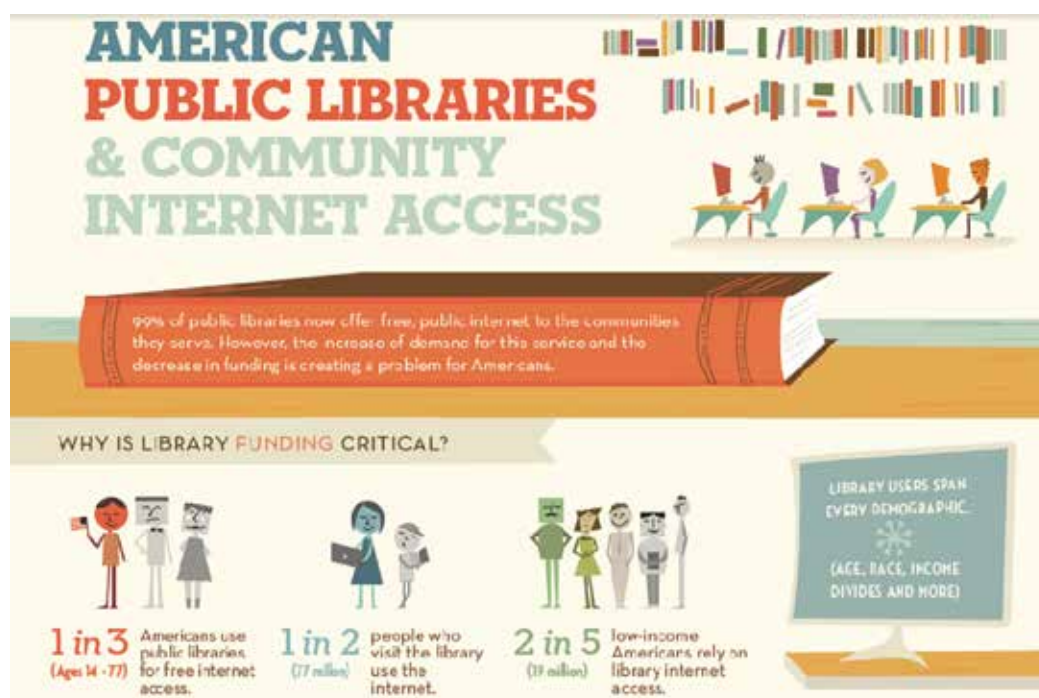 AMERICAN
PUBLIC LIBRARIES
& COMMUNITY
INTERNET ACCESS
99% of public libraries now offer free, public internet to the communities
they serve. However, the increase of demand for this service and the
decrease in funding is creating a problem for Americans.
WHY IS LIBRARY FUNDING CRITICAL?
LIBRARY USERS SPAN
EVERY DEMOGRAPHIC.
(AGE, RACE, INCOME
DIVIDES AND MORE)
1 in 3
(Ages 14 -77)
Americans use
public libraries
for free internet
access.
1 in 2
(77 million)
people who
visit the library
use the
internet.
2 in 5
(19 million)
low-income
Americans rely on
library internet
access.